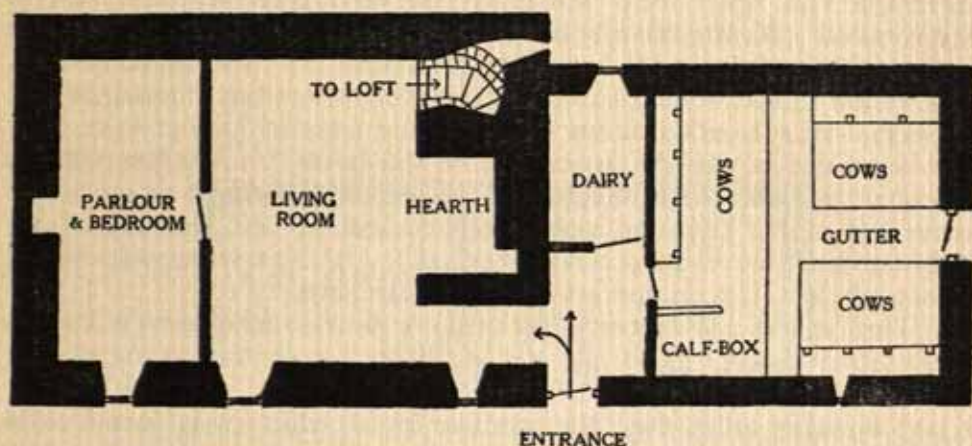 TO LOFT
PARLOUR
& BEDROOM
LIVING
ROOM
HEARTH
DAIRY
COWS
COWS
GUTTER
COWS
CALF-BOX
ENTRANCE